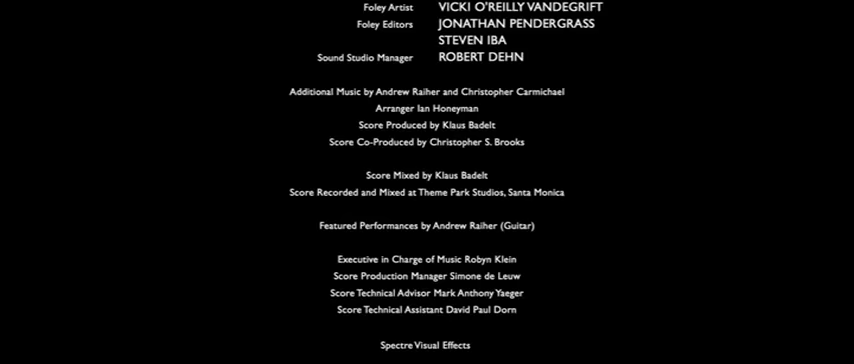 Foley Artist VICKI O'REILLY VANDEGRIFT
Foley Editors JONATHAN PENDERGRASS
STEVEN IBA
Sound Studio Manager ROBERT DEHN
Additional Music by Andrew Raiher and Christopher Carmichael
Arranger Ian Honeyman
Score Produced by Klaus Badelt
Score Co-Produced by Christopher S. Brooks
Score Mixed by Klaus Badelt
Score Recorded and Mixed at Theme Park Studios, Santa Monica
Featured Performances by Andrew Raiher (Guitar)
Executive in Charge of Music Robyn Klein
Score Production Manager Simone de Leuw
Score Technical Advisor Mark Anthony Yaeger
Score Technical Assistant David Paul Dorn
Spectre Visual Effects